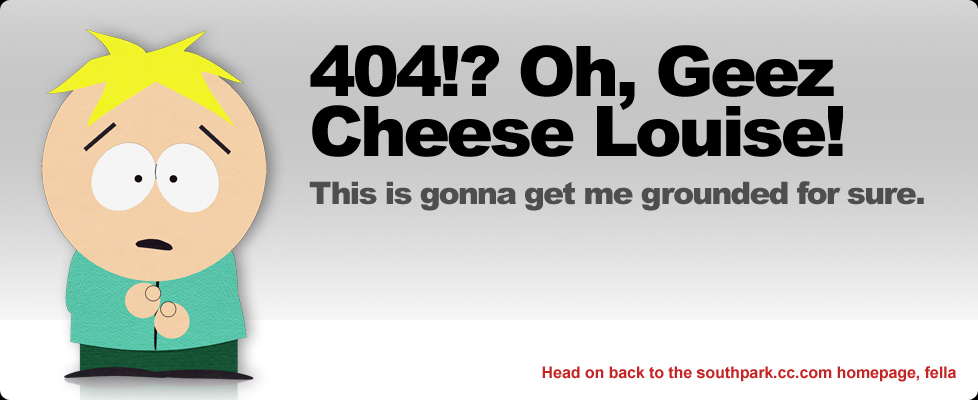 404!? Oh, Geez
Cheese Louise!
This is gonna get me grounded for sure.
Head on back to the southpark.cc.com homepage, fella